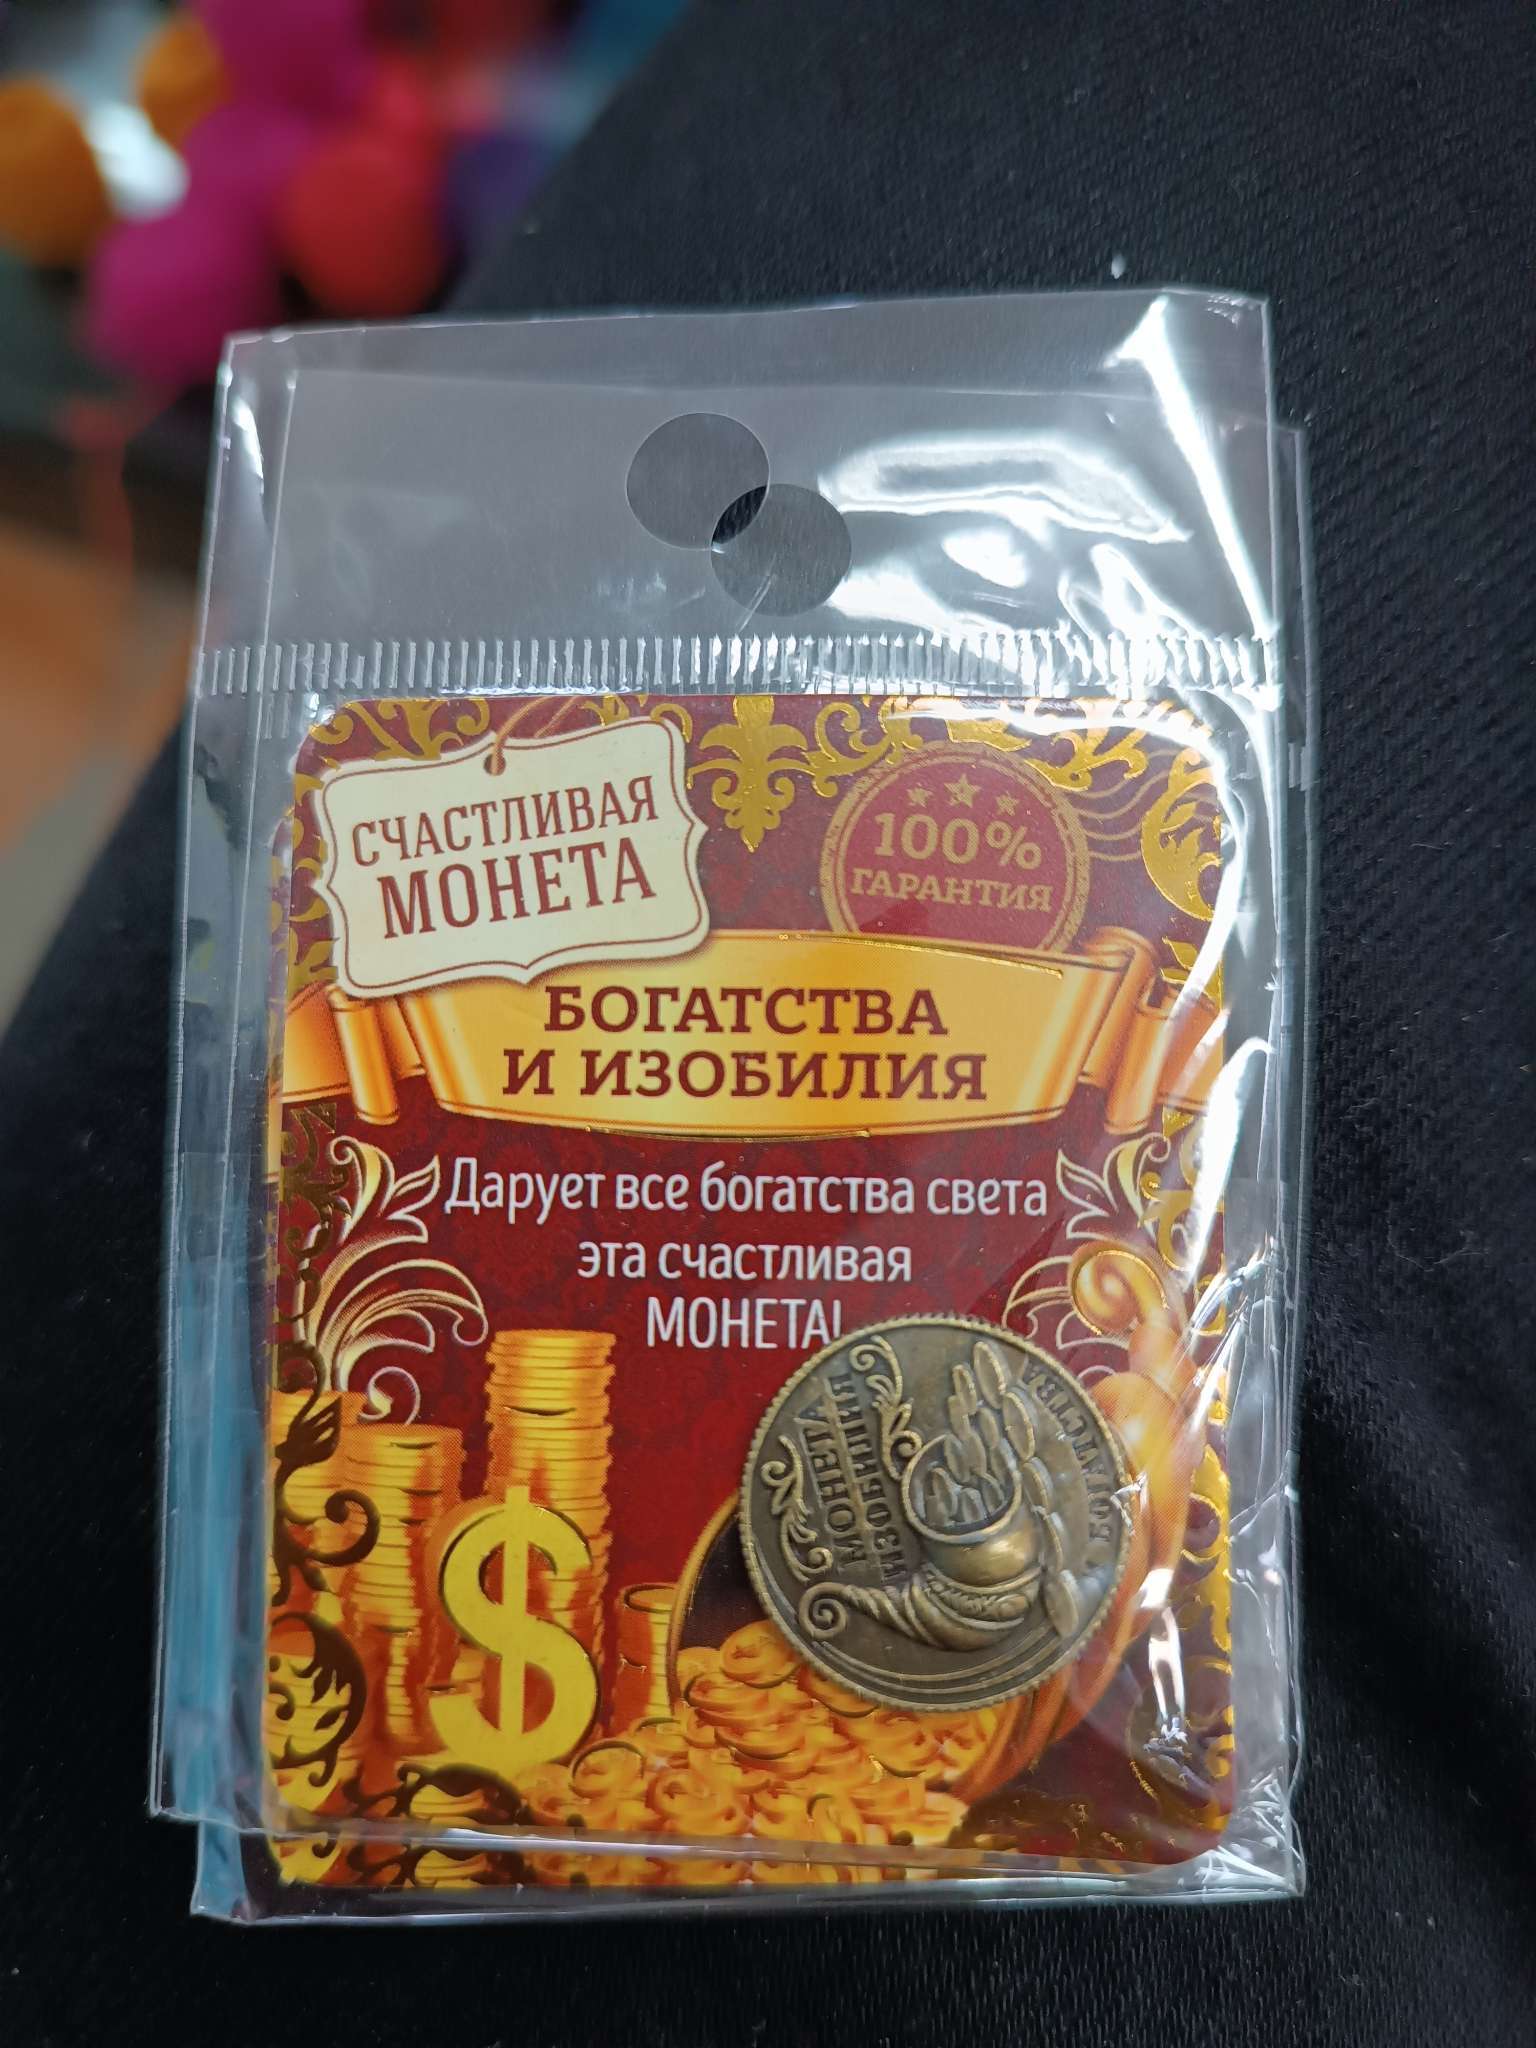 СЧАСТЛИВАЯ
МОНЕТА
100%
ГАРАНТИЯ
БОГАТСТВА
И ИЗОБИЛИЯ
Дарует все богатства света
эта счастливая
МОНЕТА!
МОНЕТА
ИЗОБИЛИЯ
БОГАТСТВА